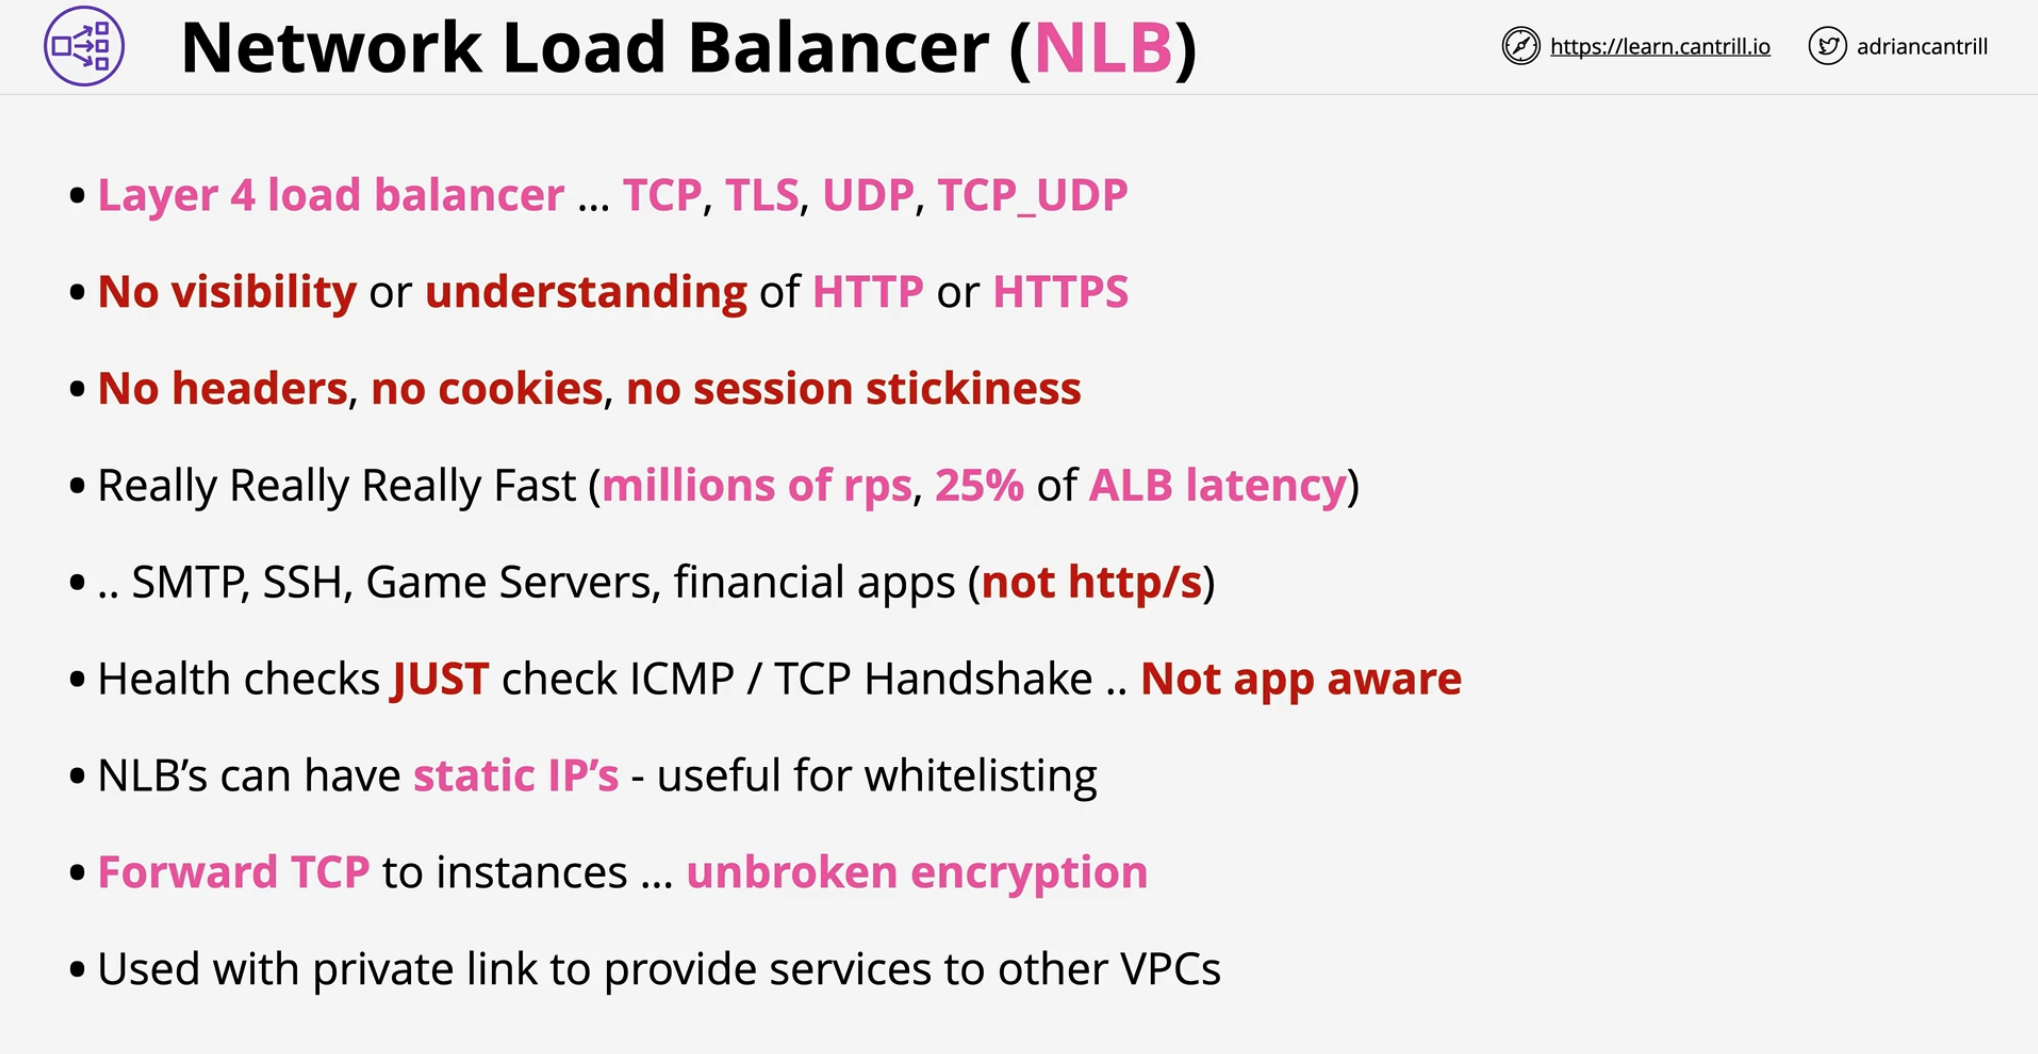 Network Load Balancer (NLB)
https://learn.cantrill.io
adriancantrill
• Layer 4 load balancer ... TCP, TLS, UDP, TCP_UDP
• No visibility or understanding of HTTP or HTTPS
• No headers, no cookies, no session stickiness
• Really Really Really Fast (millions of rps, 25% of ALB latency)
• .. SMTP, SSH, Game Servers, financial apps (not http/s)
• Health checks JUST check ICMP / TCP Handshake .. Not app aware
• NLB’s can have static IP’s - useful for whitelisting
• Forward TCP to instances ... unbroken encryption
• Used with private link to provide services to other VPCs